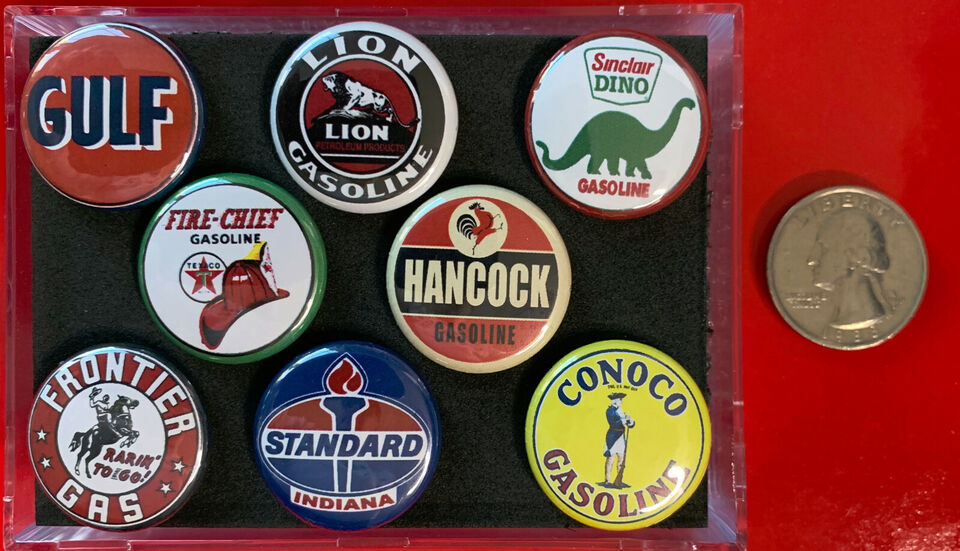 GULF
LION
LION
PETROLEUM PRODUCTS
GASOLINE
Sinclair
DINO
GASOLINE
FIRE-CHIEF
GASOLINE
TEXACO
T
HANCOCK
GASOLINE
FRONTIER
RARIN'
TO GO!
GAS
STANDARD
INDIANA
CONOCO
GASOLINE
LIBERTY